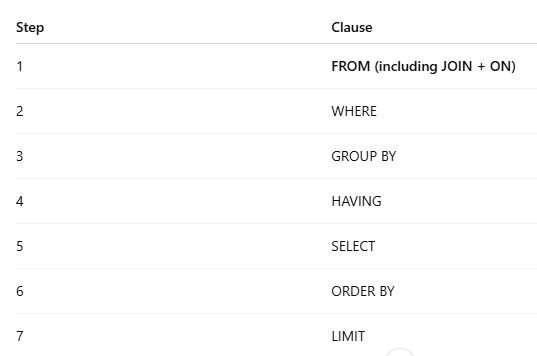 Step Clause
1 FROM (including JOIN + ON)
2 WHERE
3 GROUP BY
4 HAVING
5 SELECT
6 ORDER BY
7 LIMIT